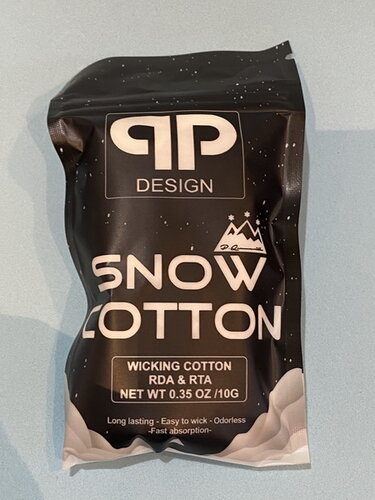 qp
DESIGN
SNOW
COTTON
WICKING COTTON
RDA & RTA
NET WT 0.35 OZ /10G
Long lasting - Easy to wick - Odorless
-Fast absorption-